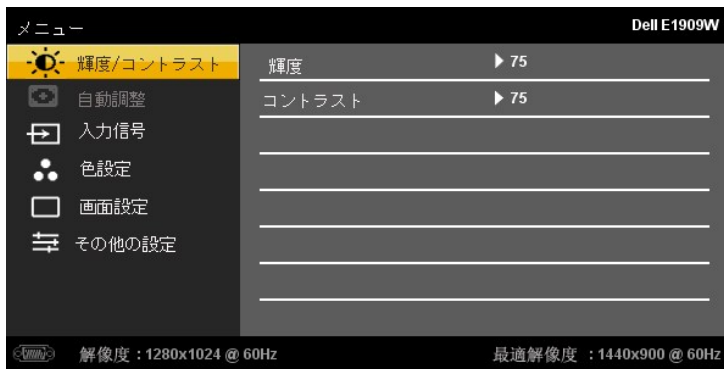 メニュー Dell E1909W
輝度/コントラスト 輝度 75
自動調整 コントラスト 75
入力信号
色設定
画面設定
その他の設定
解像度 : 1280x1024 @ 60Hz 最適解像度 : 1440x900 @ 60Hz